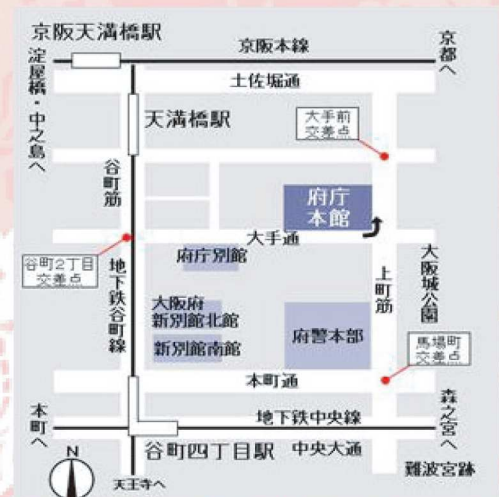 京阪天満橋駅
京阪本線
京都へ
淀屋橋・中之島へ
土佐堀通
天満橋駅
大手前
交差点
谷町筋
府庁
本館
大手通
谷町2丁目
交差点
府庁別館
地下鉄谷町線
上町筋
大阪城公園
大阪府
新別館北館
新別館南館
府警本部
馬場町
交差点
本町通
本町へ
地下鉄中央線
森之宮へ
谷町四丁目駅
中央大通
N
天王寺へ
難波宮跡